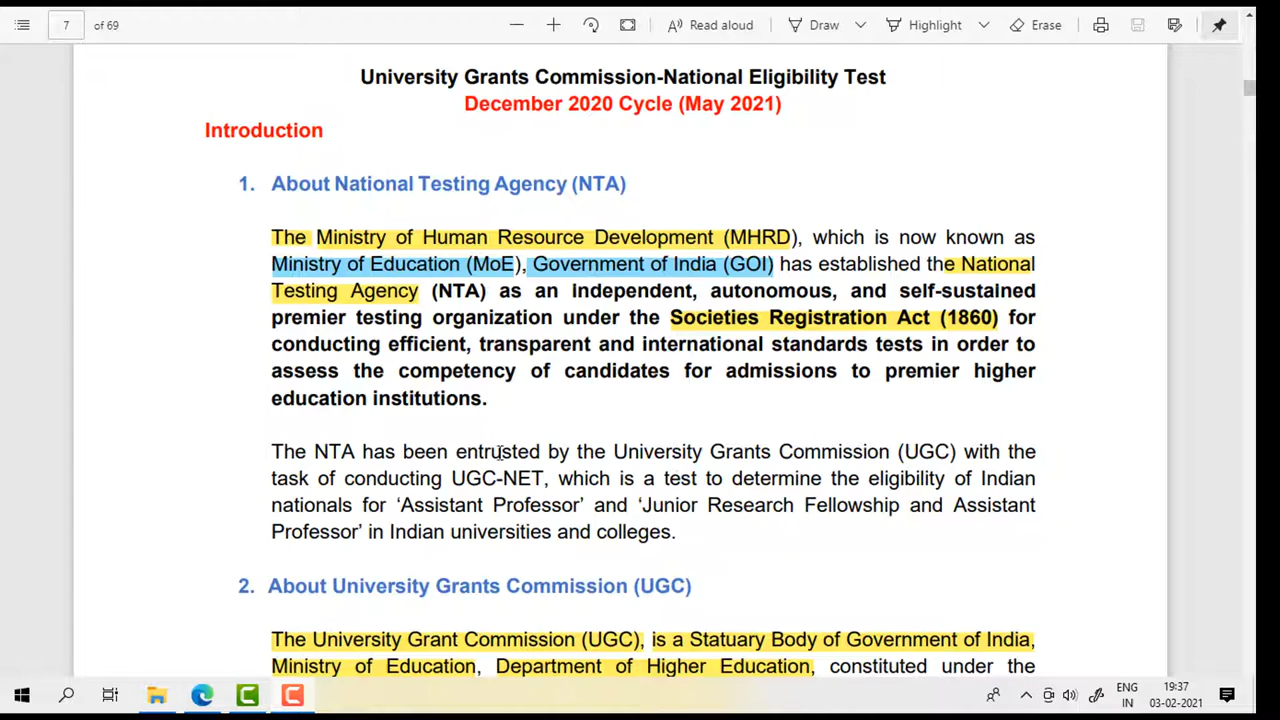 7 of 69
Read aloud Draw Highlight Erase
University Grants Commission-National Eligibility Test
December 2020 Cycle (May 2021)
Introduction
1. About National Testing Agency (NTA)
The Ministry of Human Resource Development (MHRD), which is now known as
Ministry of Education (MoE), Government of India (GOI) has established the National
Testing Agency (NTA) as an independent, autonomous, and self-sustained
premier testing organization under the Societies Registration Act (1860) for
conducting efficient, transparent and international standards tests in order to
assess the competency of candidates for admissions to premier higher
education institutions.
The NTA has been entrusted by the University Grants Commission (UGC) with the
task of conducting UGC-NET, which is a test to determine the eligibility of Indian
nationals for ‘Assistant Professor’ and ‘Junior Research Fellowship and Assistant
Professor’ in Indian universities and colleges.
2. About University Grants Commission (UGC)
The University Grant Commission (UGC), is a Statuary Body of Government of India,
Ministry of Education, Department of Higher Education, constituted under the
ENG 19:37
IN 03-02-2021